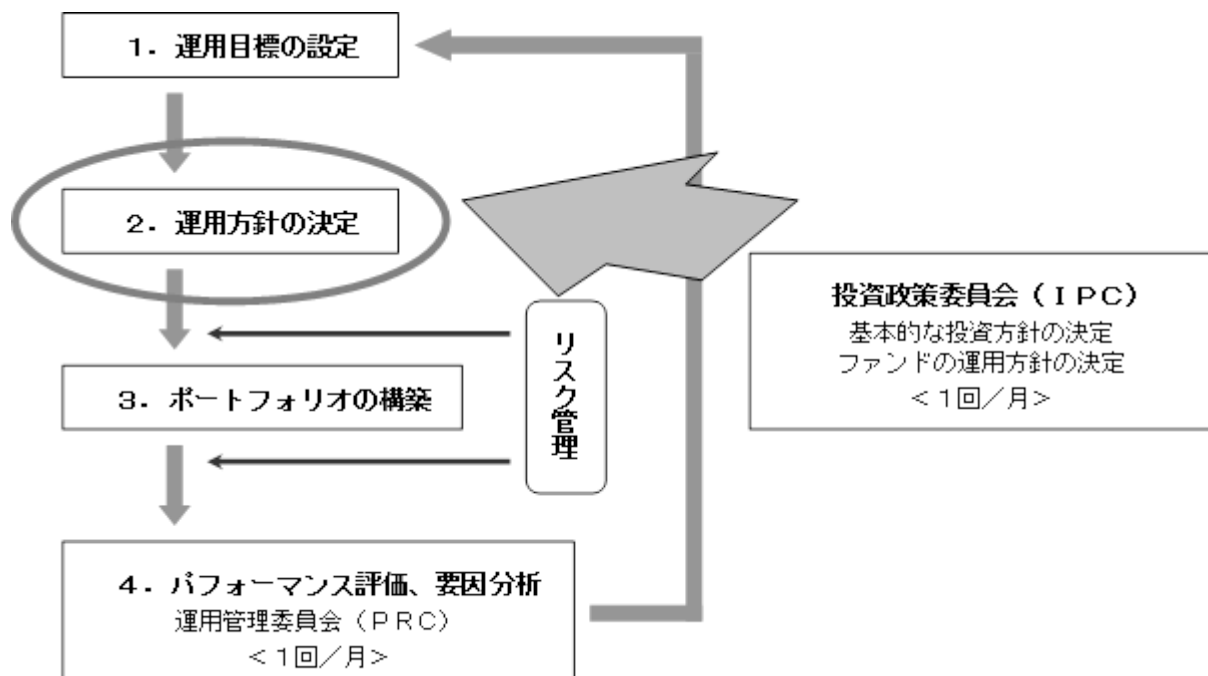 １．運用目標の設定
２．運用方針の決定
投資政策委員会（ＩＰＣ）
基本的な投資方針の決定
ファンドの運用方針の決定
＜１回／月＞
リスク管理
３．ポートフォリオの構築
４．パフォーマンス評価、要因分析
運用管理委員会（ＰＲＣ）
＜１回／月＞